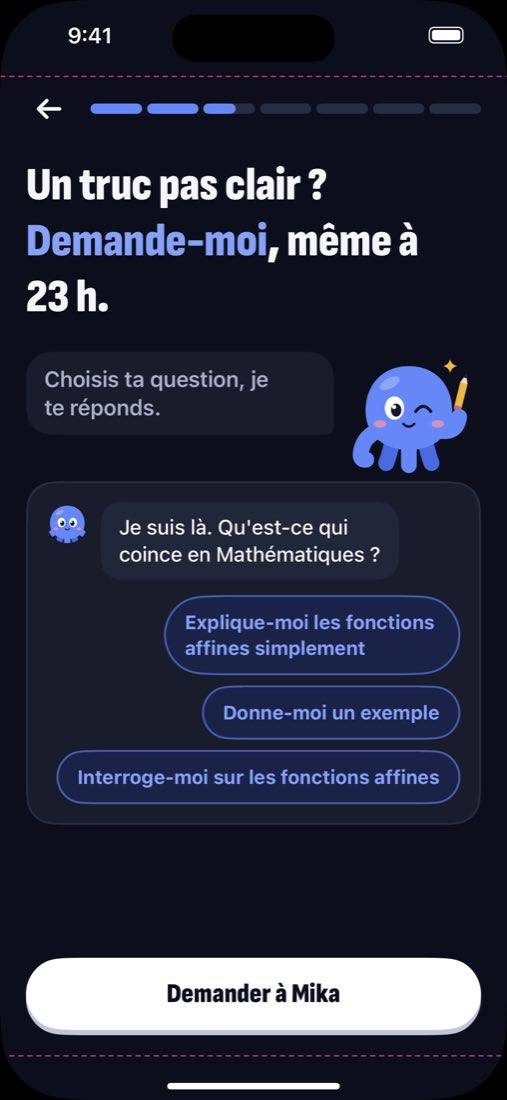 9:41
Un truc pas clair ?
Demande-moi, même à
23 h.
Choisis ta question, je
te réponds.
Je suis là. Qu'est-ce qui
coince en Mathématiques ?
Explique-moi les fonctions
affines simplement
Donne-moi un exemple
Interroge-moi sur les fonctions affines
Demander à Mika